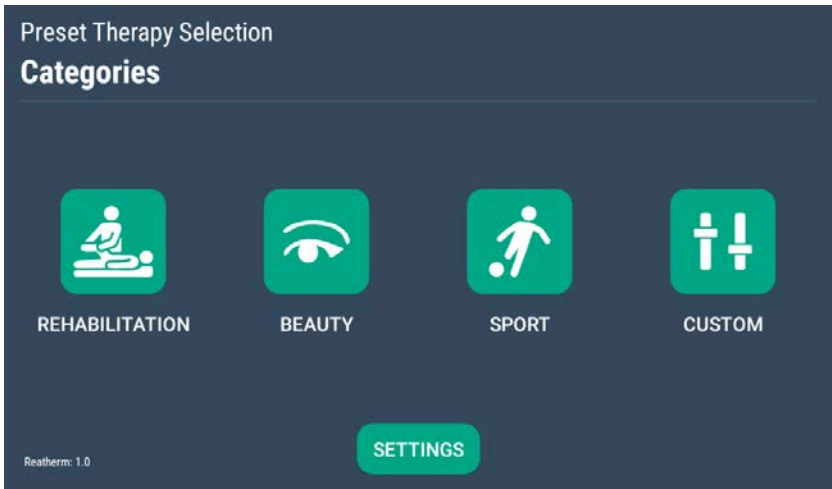 Preset Therapy Selection
Categories
REHABILITATION
BEAUTY
SPORT
CUSTOM
SETTINGS
Reatherm: 1.0